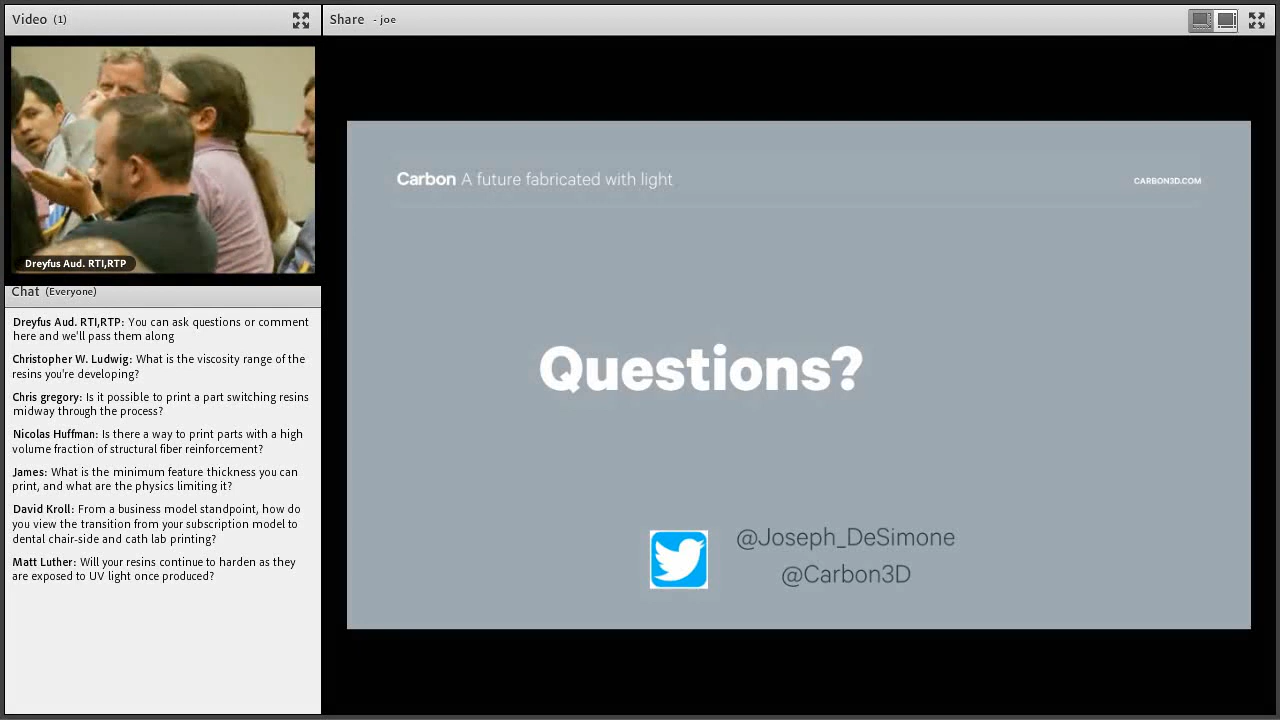 Video (1)
Share - joe
Dreyfus Aud. RTI,RTP
Chat (Everyone)
Dreyfus Aud. RTI,RTP: You can ask questions or comment
here and we'll pass them along
Christopher W. Ludwig: What is the viscosity range of the
resins you're developing?
Chris gregory: Is it possible to print a part switching resins
midway through the process?
Nicolas Huffman: Is there a way to print parts with a high
volume fraction of structural fiber reinforcement?
James: What is the minimum feature thickness you can
print, and what are the physics limiting it?
David Kroll: From a business model standpoint, how do
you view the transition from your subscription model to
dental chair-side and cath lab printing?
Matt Luther: Will your resins continue to harden as they
are exposed to UV light once produced?
Carbon A future fabricated with light
CARBON3D.COM
Questions?
@Joseph_DeSimone
@Carbon3D